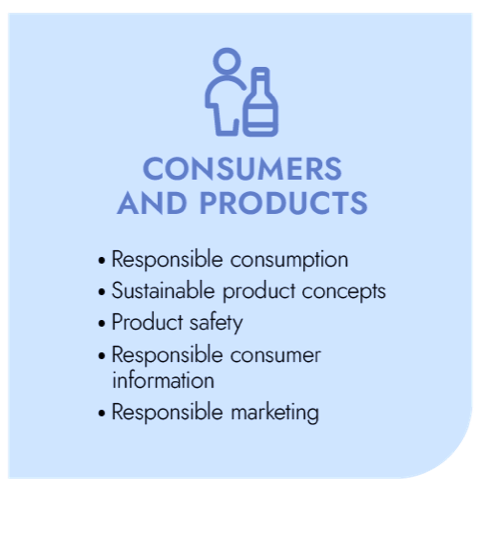 CONSUMERS
AND PRODUCTS
• Responsible consumption
• Sustainable product concepts
• Product safety
• Responsible consumer
information
• Responsible marketing